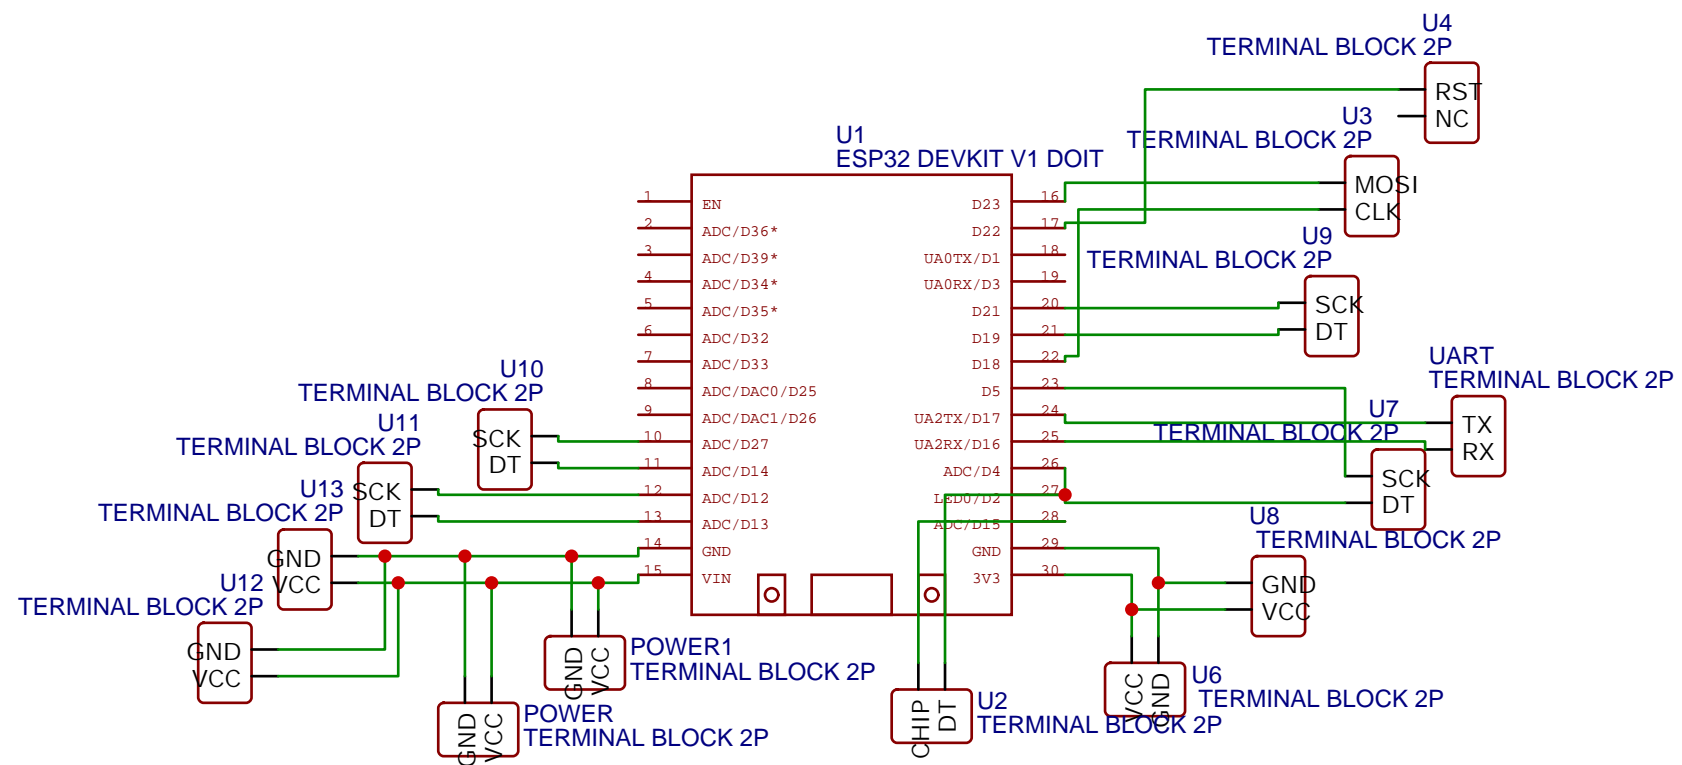 U4
TERMINAL BLOCK 2P
RST
NC
U3
TERMINAL BLOCK 2P
MOSI
CLK
U1
ESP32 DEVKIT V1 DOIT
1 EN
2 ADC/D36*
3 ADC/D39*
4 ADC/D34*
5 ADC/D35*
6 ADC/D32
7 ADC/D33
8 ADC/DAC0/D25
9 ADC/DAC1/D26
10 ADC/D27
11 ADC/D14
12 ADC/D12
13 ADC/D13
14 GND
15 VIN
D23 16
D22 17
UA0TX/D1 18
UA0RX/D3 19
D21 20
D19 21
D18 22
D5 23
UA2TX/D17 24
UA2RX/D16 25
ADC/D4 26
LED0/D2 27
ADC/D15 28
GND 29
3V3 30
U9
TERMINAL BLOCK 2P
SCK
DT
UART
TERMINAL BLOCK 2P
TX
RX
U7
TERMINAL BLOCK 2P
SCK
DT
U8
TERMINAL BLOCK 2P
GND
VCC
U6
TERMINAL BLOCK 2P
VCC
GND
U2
TERMINAL BLOCK 2P
CHIP
DT
U10
TERMINAL BLOCK 2P
SCK
DT
U11
TERMINAL BLOCK 2P
SCK
DT
U13
TERMINAL BLOCK 2P
GND
VCC
U12
TERMINAL BLOCK 2P
GND
VCC
POWER1
TERMINAL BLOCK 2P
GND
VCC
POWER
TERMINAL BLOCK 2P
GND
VCC